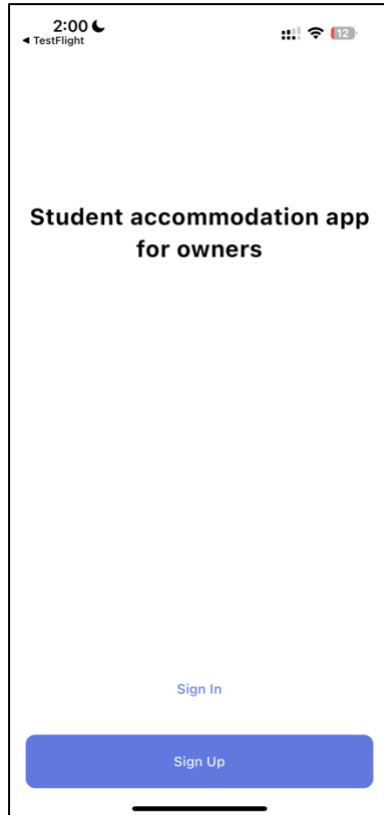 2:00
12
◀ TestFlight
Student accommodation app
for owners
Sign In
Sign Up